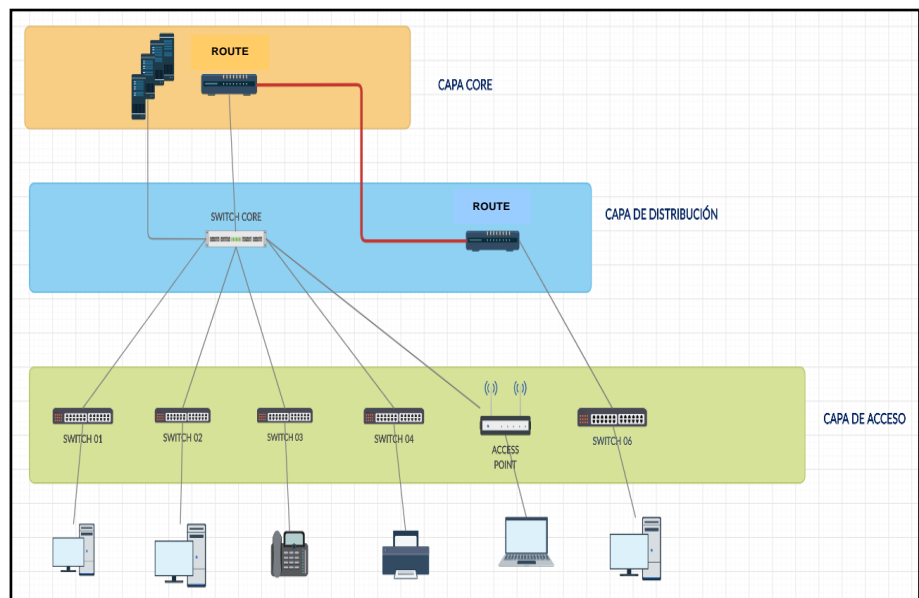 ROUTE
CAPA CORE
ROUTE
SWITCH CORE
CAPA DE DISTRIBUCIÓN
SWITCH 01
SWITCH 02
SWITCH 03
SWITCH 04
ACCESS
POINT
SWITCH 06
CAPA DE ACCESO